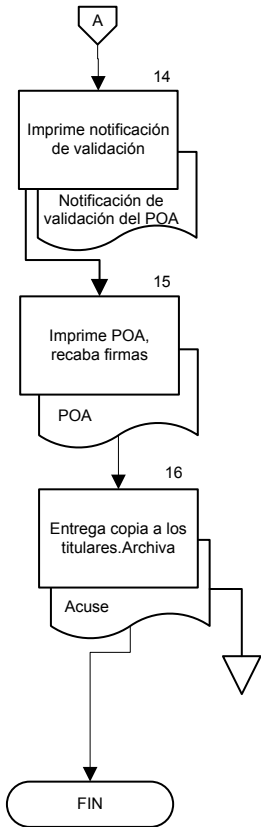 A
14
Imprime notificación
de validación
Notificación de
validación del POA
15
Imprime POA,
recaba firmas
POA
16
Entrega copia a los
titulares.Archiva
Acuse
FIN